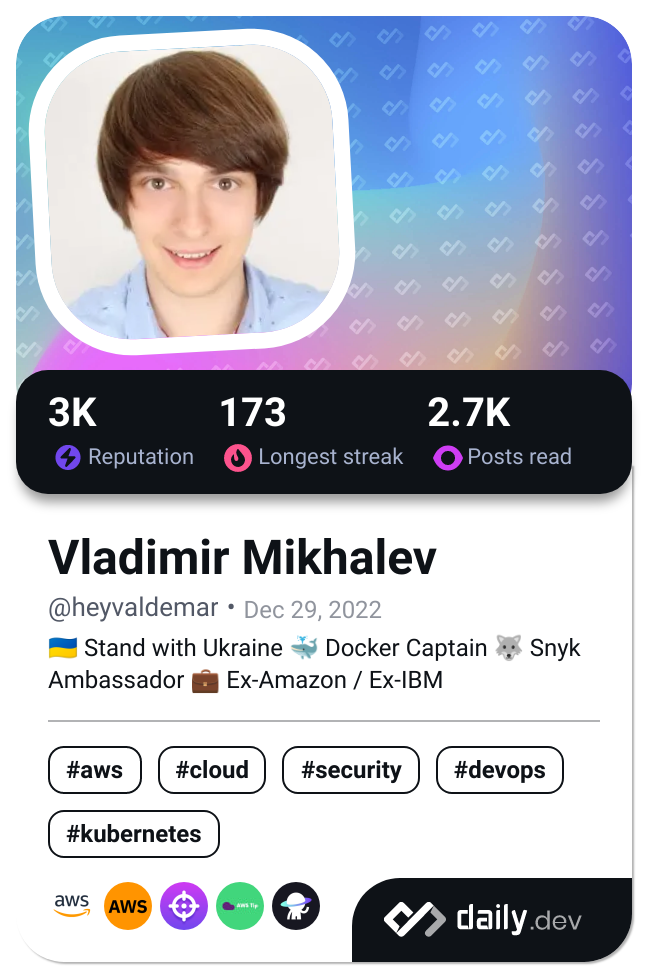 3K 173 2.7K
Reputation Longest streak Posts read
Vladimir Mikhalev
@heyvaldemar • Dec 29, 2022
🇺🇦 Stand with Ukraine 🐳 Docker Captain 🐺 Snyk
Ambassador 💼 Ex-Amazon / Ex-IBM
#aws #cloud #security #devops
#kubernetes
aws AWS AWS Tip daily.dev